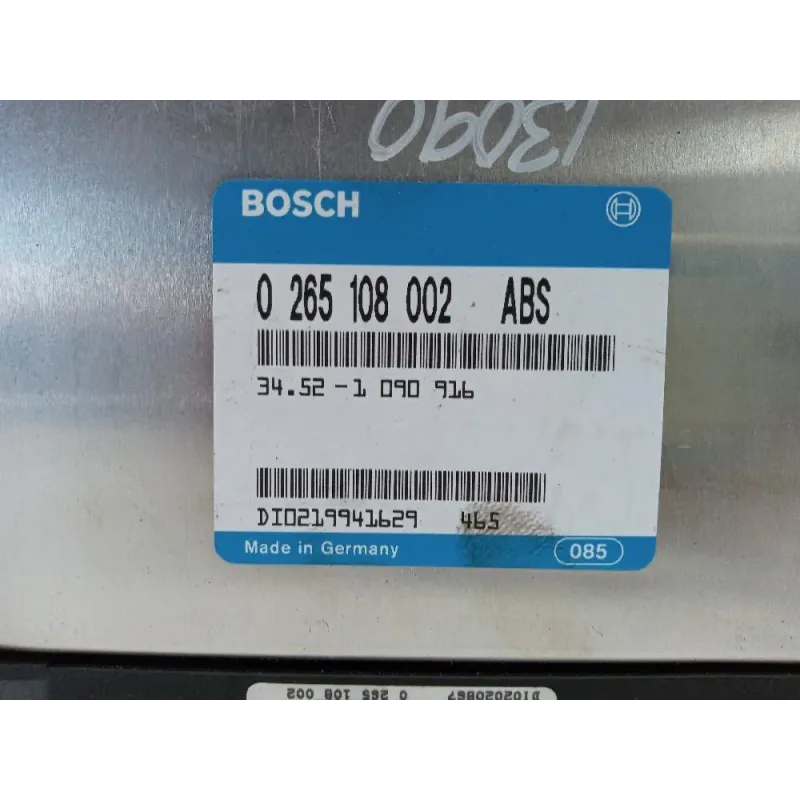 13090
BOSCH
0 265 108 002 ABS
34.52-1 090 916
DI0219941629 465
Made in Germany 085
0 265 108 002 DI02020867